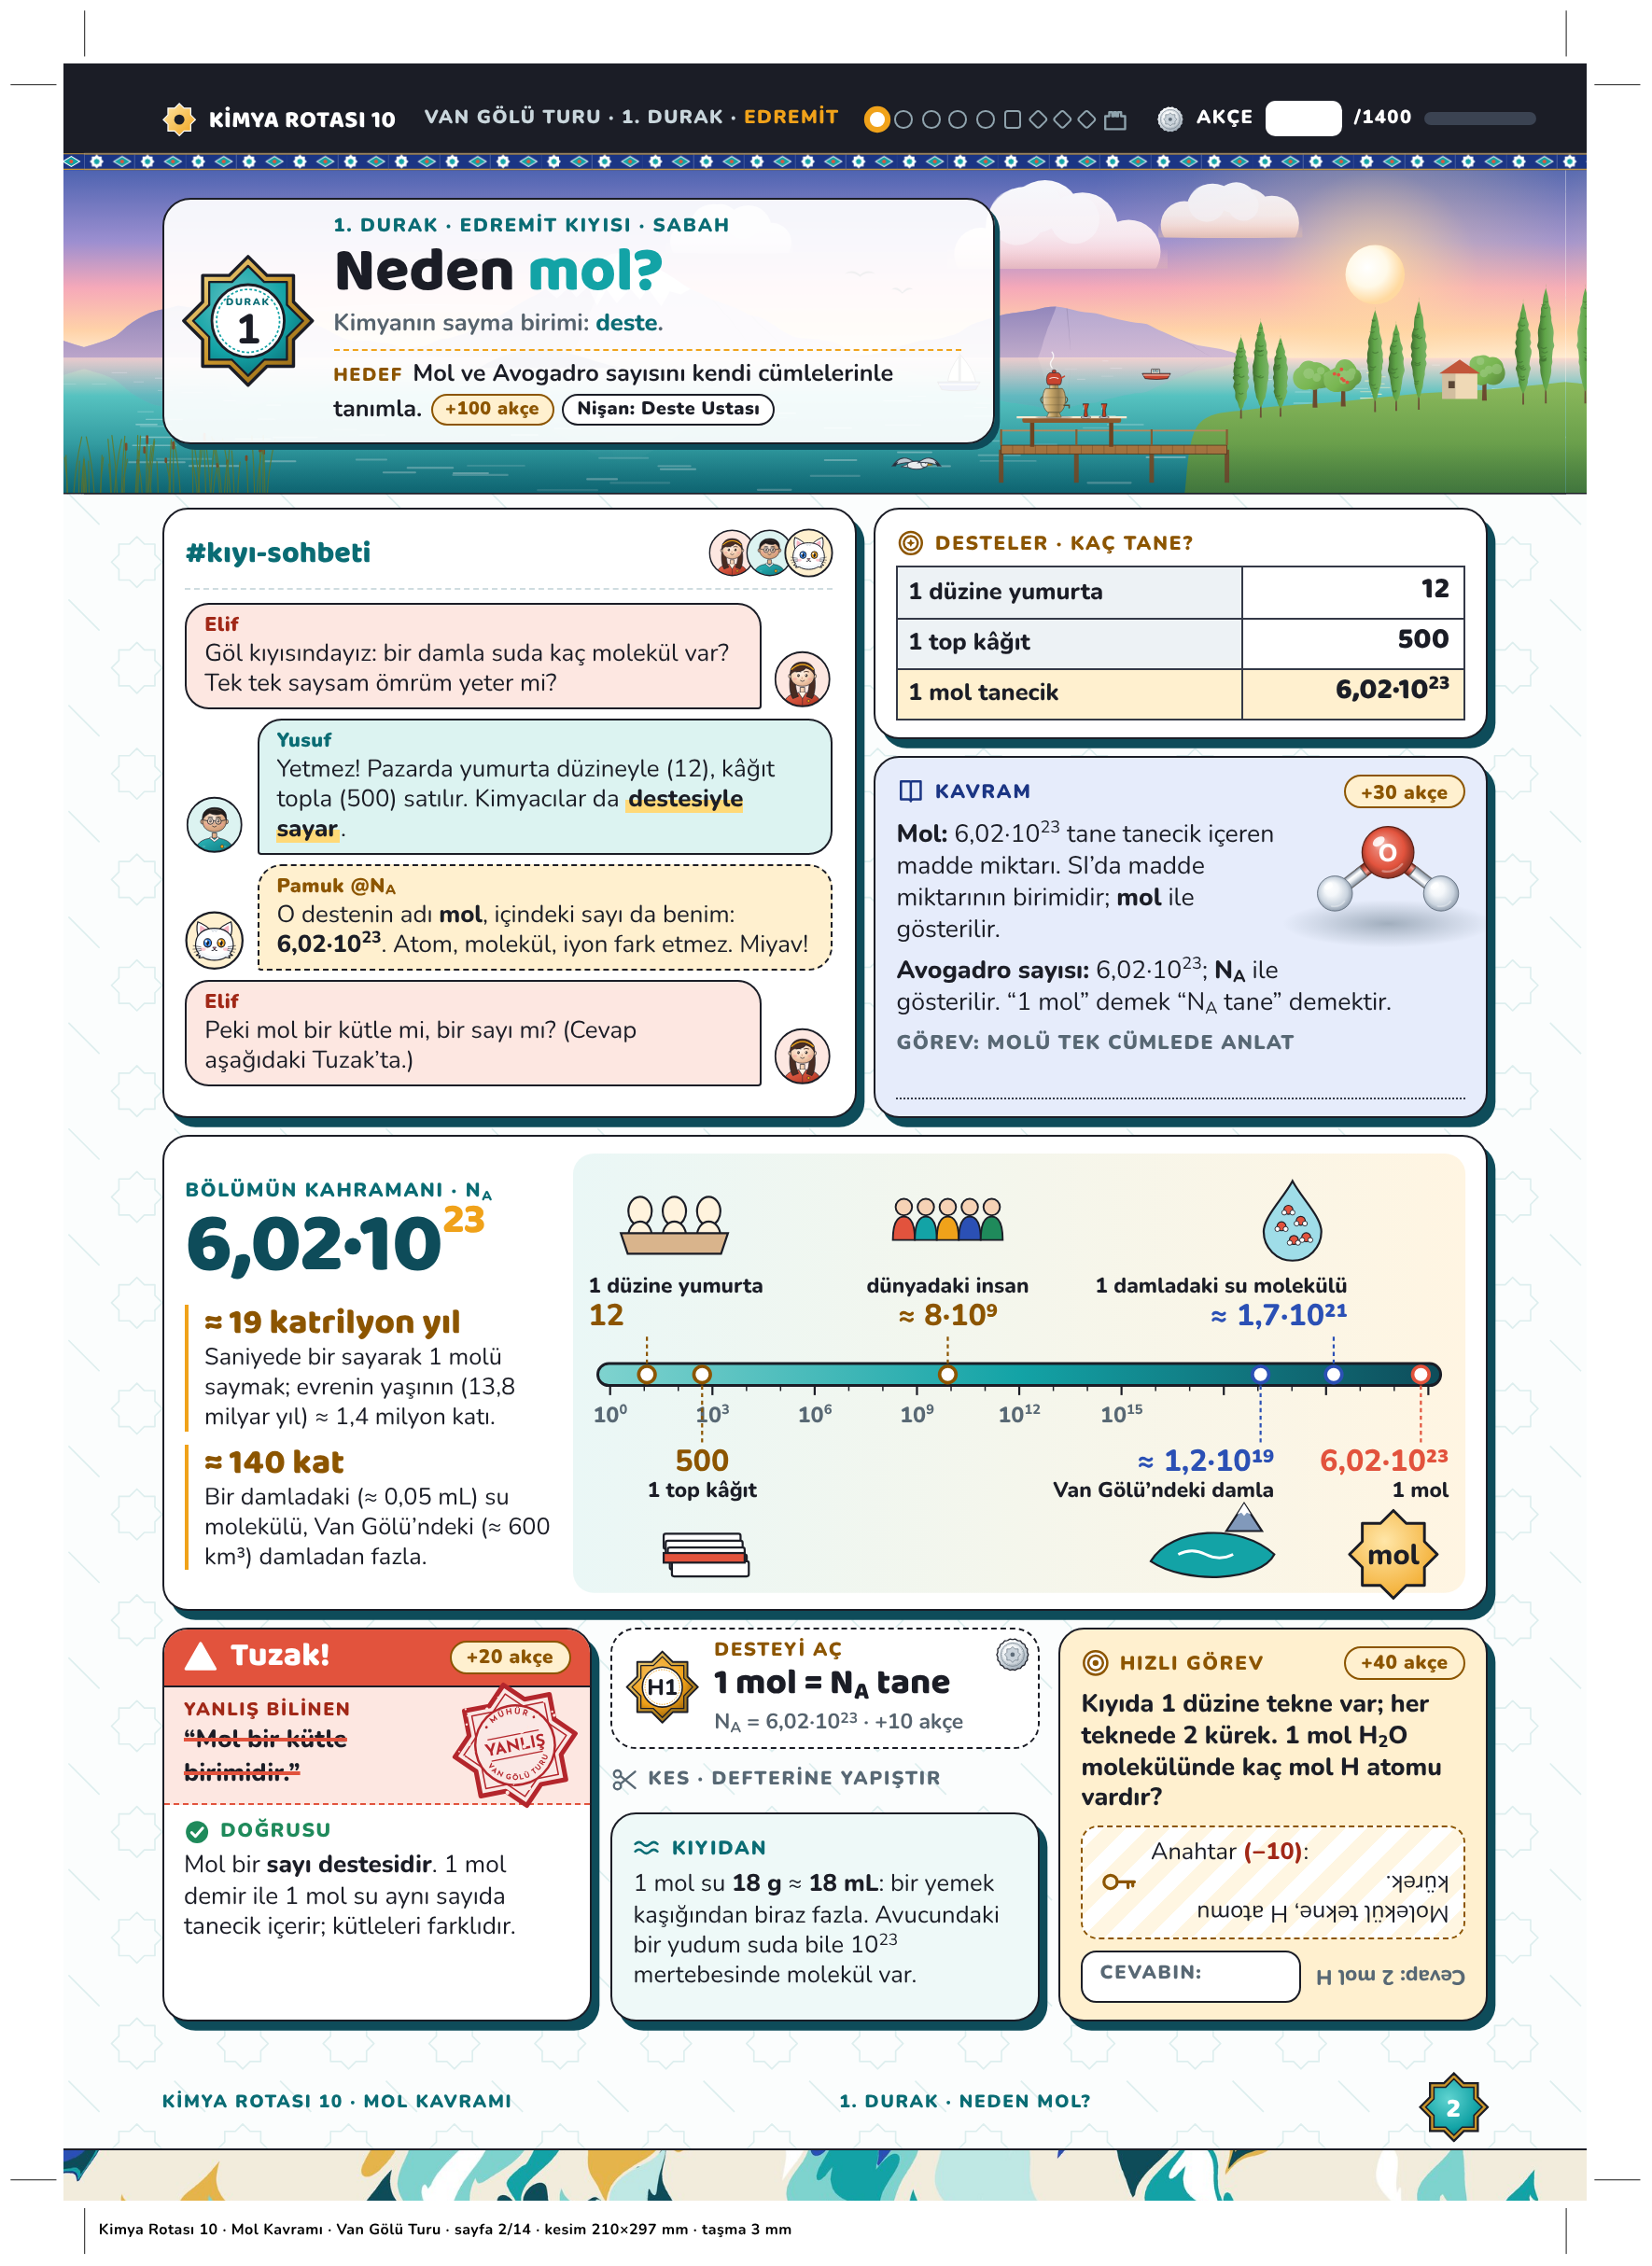 KİMYA ROTASI 10
VAN GÖLÜ TURU · 1. DURAK · EDREMİT
AKÇE /1400
1. DURAK · EDREMİT KIYISI · SABAH
DURAK
1
Neden mol?
Kimyanın sayma birimi: deste.
HEDEF Mol ve Avogadro sayısını kendi cümlelerinle
tanımla. +100 akçe Nişan: Deste Ustası
#kıyı-sohbeti
Elif
Göl kıyısındayız: bir damla suda kaç molekül var?
Tek tek saysam ömrüm yeter mi?
Yusuf
Yetmez! Pazarda yumurta düzineyle (12), kâğıt
topla (500) satılır. Kimyacılar da destesiyle
sayar.
Pamuk @N_A
O destenin adı mol, içindeki sayı da benim:
6,02·10²³. Atom, molekül, iyon fark etmez. Miyav!
Elif
Peki mol bir kütle mi, bir sayı mı? (Cevap
aşağıdaki Tuzak’ta.)
DESTELER · KAÇ TANE?
1 düzine yumurta 12
1 top kâğıt 500
1 mol tanecik 6,02·10²³
KAVRAM +30 akçe
Mol: 6,02·10²³ tane tanecik içeren
madde miktarı. SI’da madde
miktarının birimidir; mol ile
gösterilir.
O
Avogadro sayısı: 6,02·10²³; N_A ile
gösterilir. “1 mol” demek “N_A tane” demektir.
GÖREV: MOLÜ TEK CÜMLEDE ANLAT
BÖLÜMÜN KAHRAMANI · N_A
6,02·10²³
≈ 19 katrilyon yıl
Saniyede bir sayarak 1 molü
saymak; evrenin yaşının (13,8
milyar yıl) ≈ 1,4 milyon katı.
≈ 140 kat
Bir damladaki (≈ 0,05 mL) su
molekülü, Van Gölü’ndeki (≈ 600
km³) damladan fazla.
1 düzine yumurta
12
dünyadaki insan
≈ 8·10⁹
1 damladaki su molekülü
≈ 1,7·10²¹
10⁰ 10³ 10⁶ 10⁹ 10¹² 10¹⁵
500
1 top kâğıt
≈ 1,2·10¹⁹
Van Gölü’ndeki damla
6,02·10²³
1 mol
mol
Tuzak! +20 akçe
YANLIŞ BİLİNEN
“Mol bir kütle
birimidir.”
MÜHÜR
YANLIŞ
VAN GÖLÜ TURU
DOĞRUSU
Mol bir sayı destesidir. 1 mol
demir ile 1 mol su aynı sayıda
tanecik içerir; kütleleri farklıdır.
H1
DESTEYİ AÇ
1 mol = N_A tane
N_A = 6,02·10²³ · +10 akçe
KES · DEFTERİNE YAPIŞTIR
KIYIDAN
1 mol su 18 g ≈ 18 mL: bir yemek
kaşığından biraz fazla. Avucundaki
bir yudum suda bile 10²³
mertebesinde molekül var.
HIZLI GÖREV +40 akçe
Kıyıda 1 düzine tekne var; her
teknede 2 kürek. 1 mol H₂O
molekülünde kaç mol H atomu
vardır?
Anahtar (−10):
Molekül tekne, H atomu
kürek.
CEVABIN:
Cevap: 2 mol H
KİMYA ROTASI 10 · MOL KAVRAMI
1. DURAK · NEDEN MOL?
2
Kimya Rotası 10 · Mol Kavramı · Van Gölü Turu · sayfa 2/14 · kesim 210×297 mm · taşma 3 mm